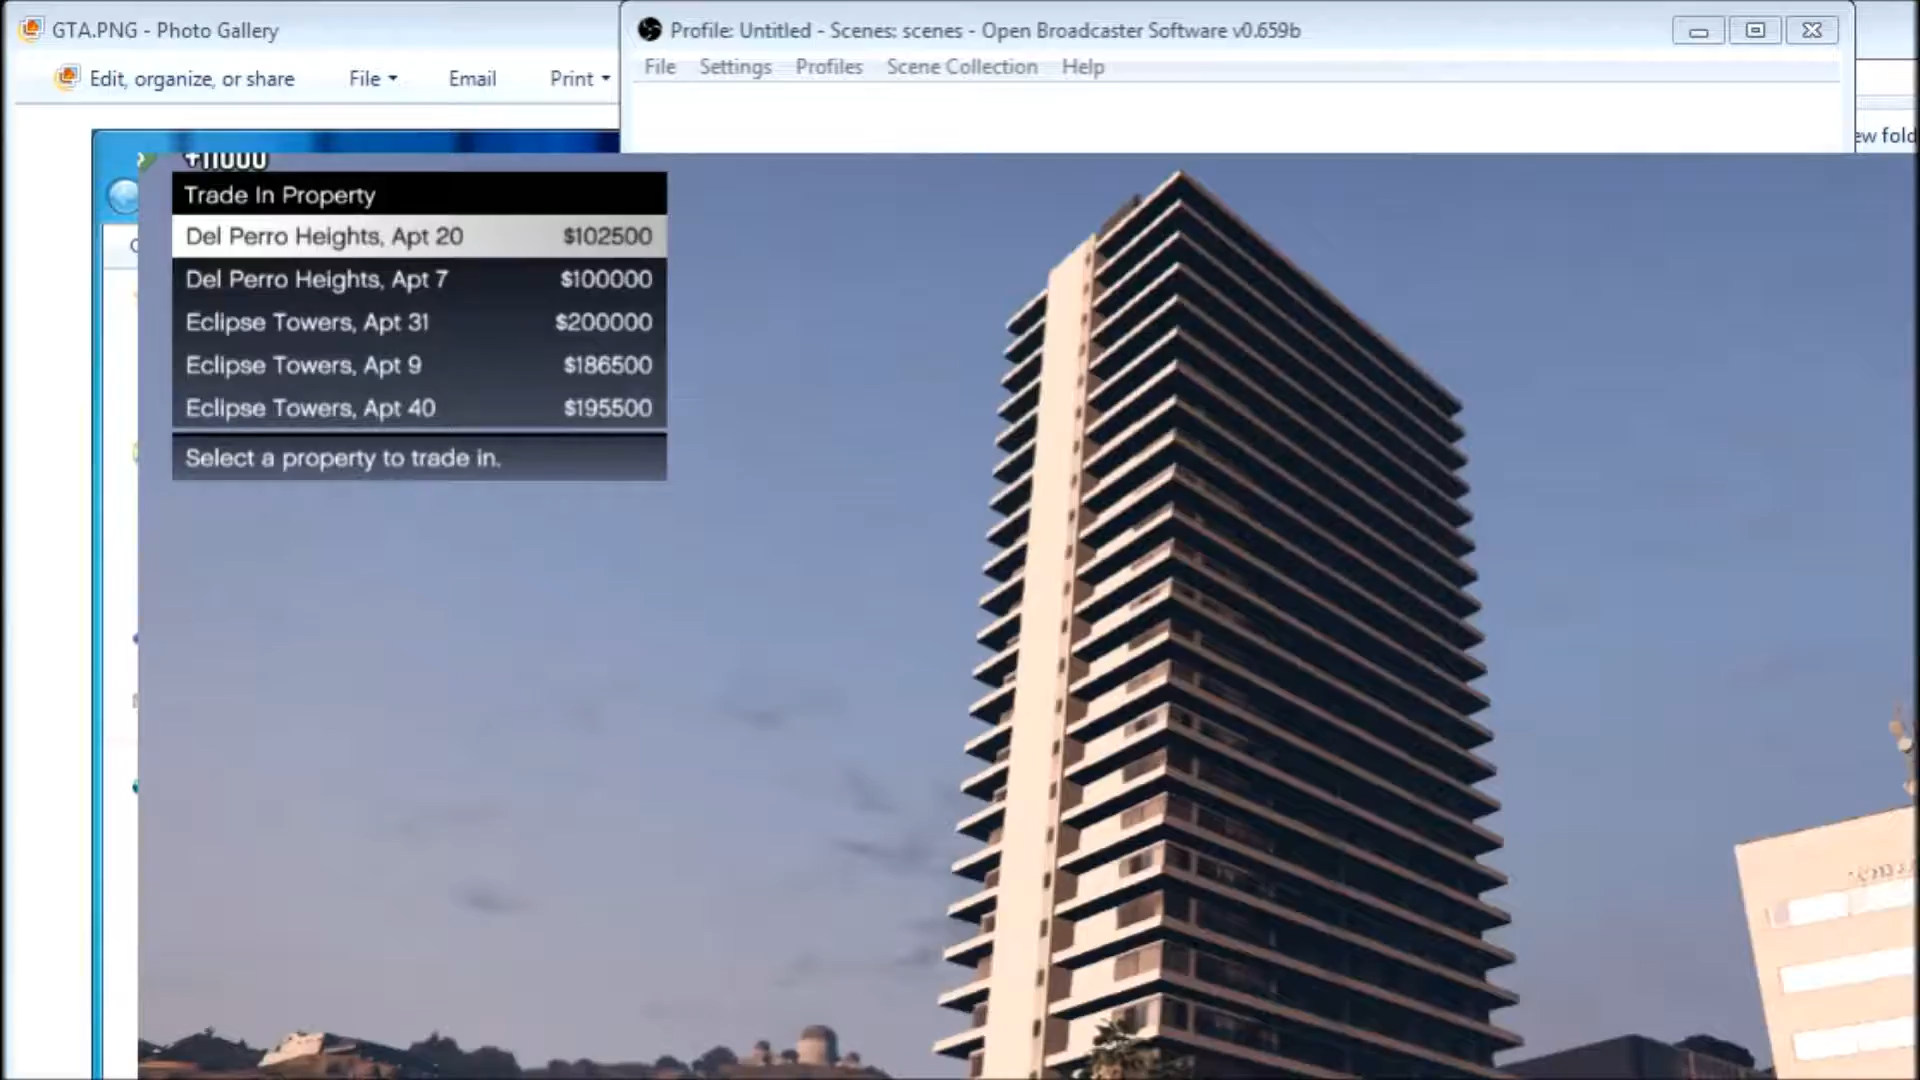 GTA.PNG - Photo Gallery
Edit, organize, or share File Email Print
Profile: Untitled - Scenes: scenes - Open Broadcaster Software v0.659b
File Settings Profiles Scene Collection Help
ew fold
+11000
Trade In Property
Del Perro Heights, Apt 20 $102500
Del Perro Heights, Apt 7 $100000
Eclipse Towers, Apt 31 $200000
Eclipse Towers, Apt 9 $186500
Eclipse Towers, Apt 40 $195500
Select a property to trade in.